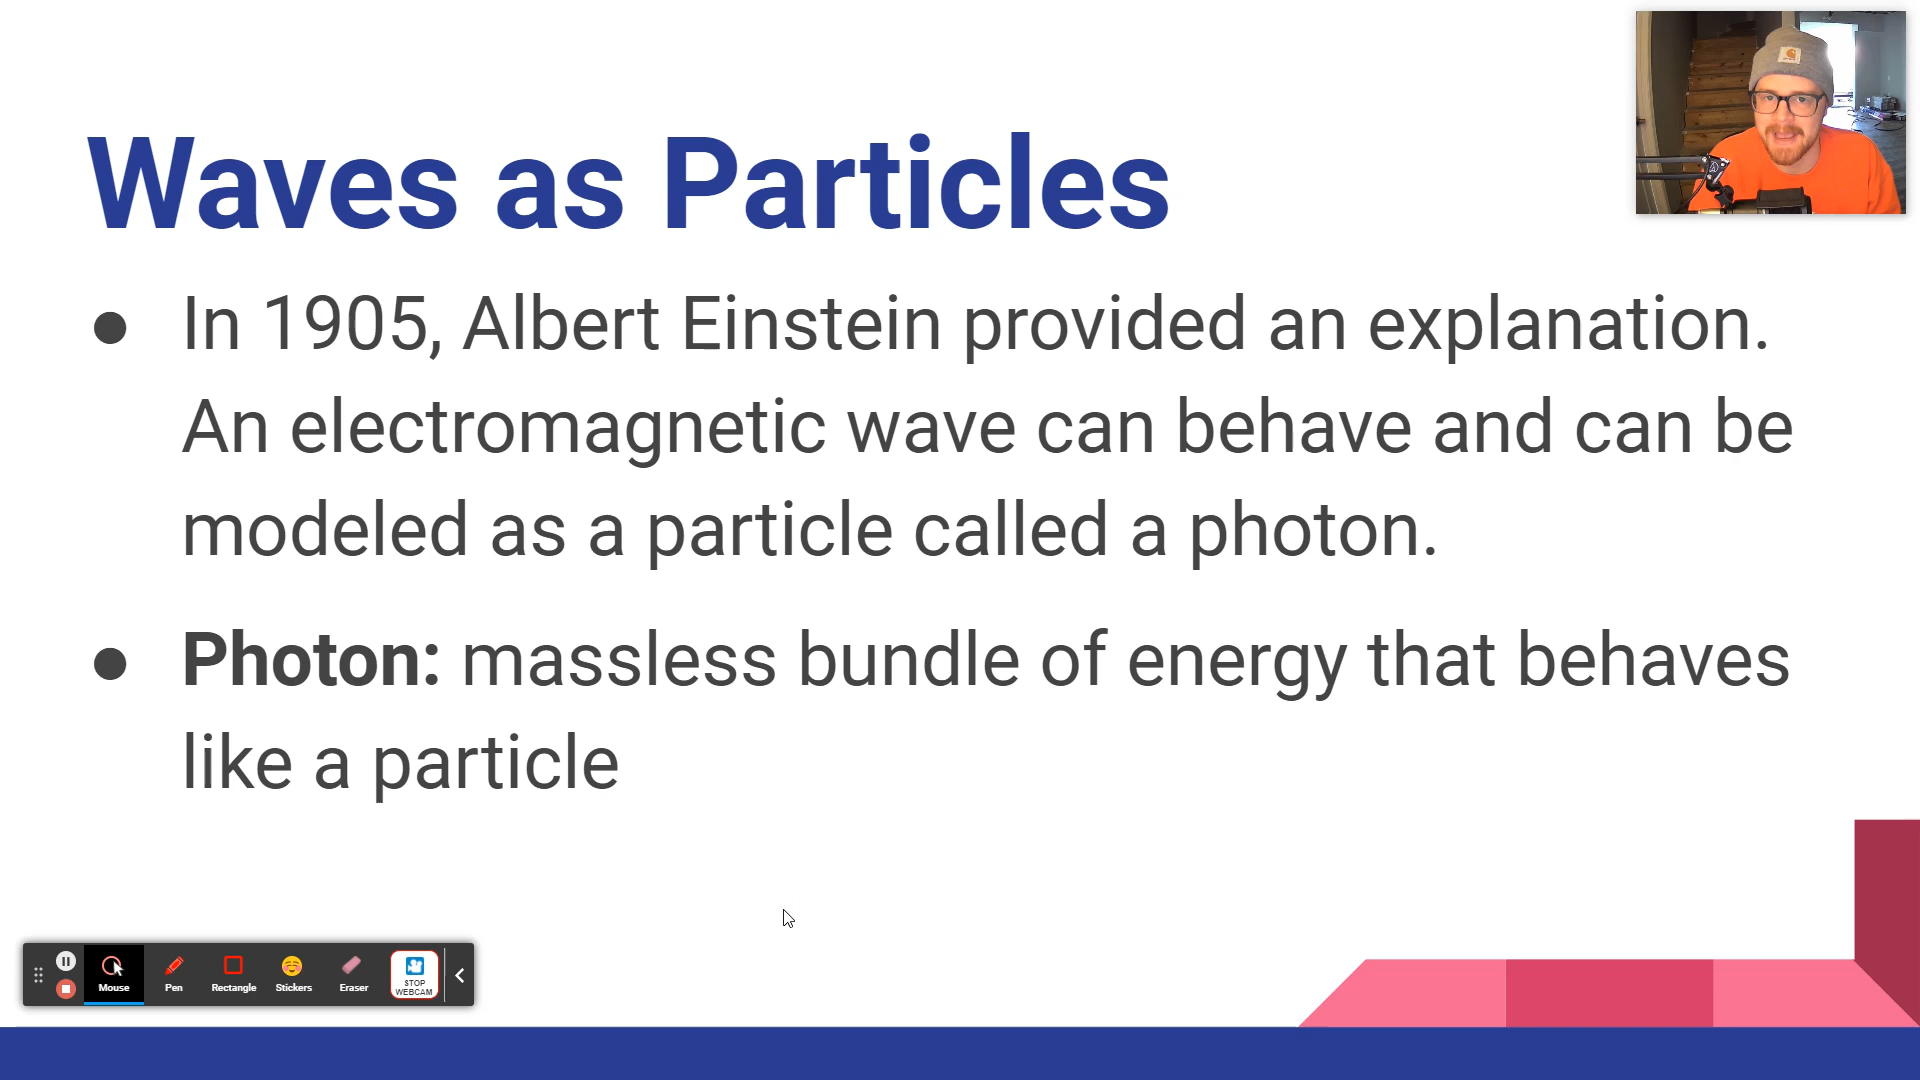 Waves as Particles
● In 1905, Albert Einstein provided an explanation.
An electromagnetic wave can behave and can be
modeled as a particle called a photon.
● Photon: massless bundle of energy that behaves
like a particle
Mouse
Pen
Rectangle
Stickers
Eraser
STOP
WEBCAM